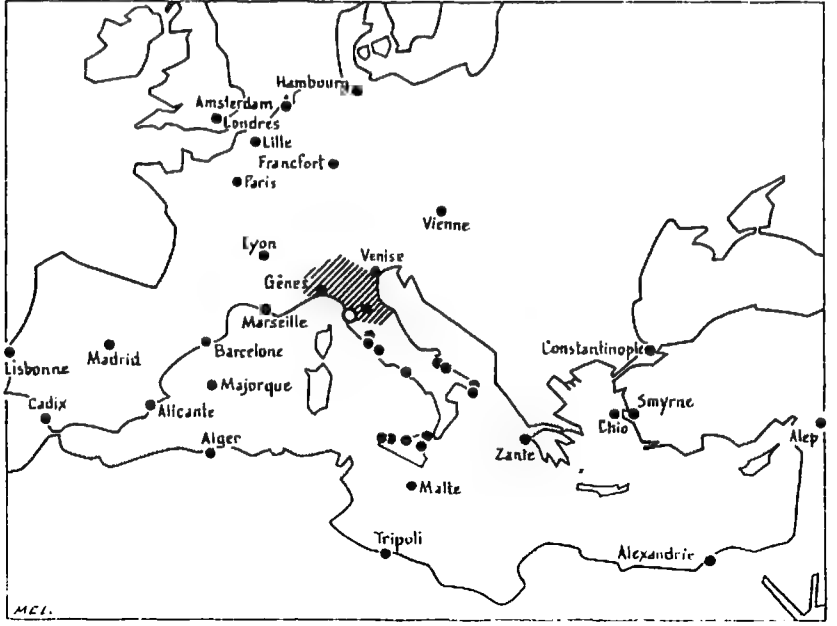 Hambourg
Amsterdam
Londres
Lille
Francfort
Paris
Vienne
Lyon
Venise
Gênes
Marseille
Constantinople
Lisbonne
Madrid
Barcelone
Majorque
Cadix
Alicante
Smyrne
Chio
Alger
Zante
Alep
Malte
Tripoli
Alexandrie
MEL.